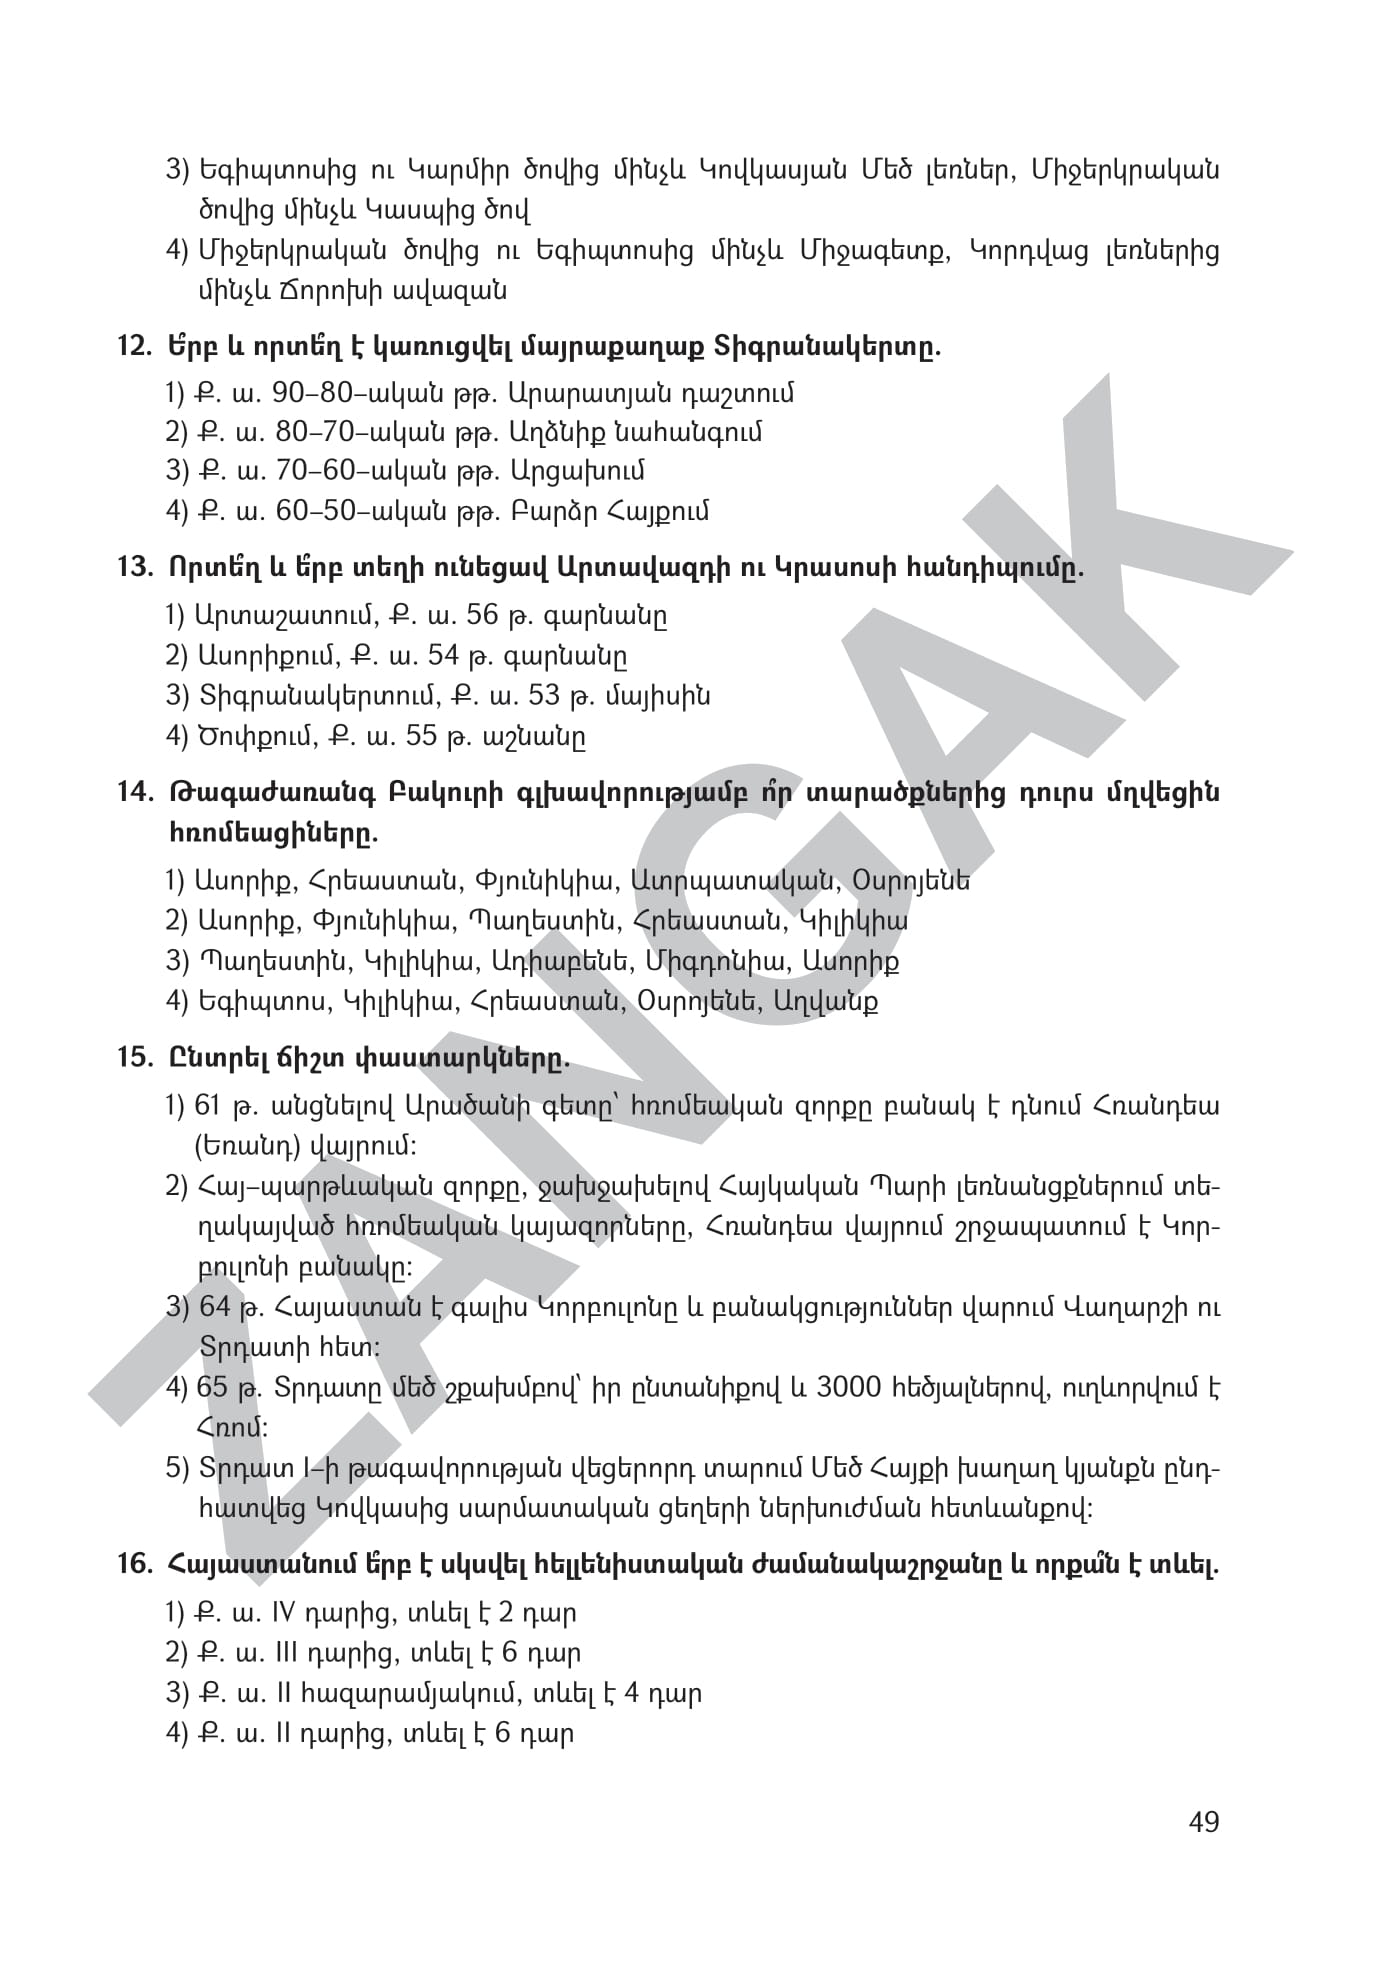 3) Եգիպտոսից ու Կարմիր ծովից մինչև Կովկասյան Մեծ լեռներ, Միջերկրական
ծովից մինչև Կասպից ծով
4) Միջերկրական ծովից ու Եգիպտոսից մինչև Միջագետք, Կորդվաց լեռներից
մինչև Ճորոխի ավազան
12. Ե՞րբ և որտե՞ղ է կառուցվել մայրաքաղաք Տիգրանակերտը.
1) Ք. ա. 90–80–ական թթ. Արարատյան դաշտում
2) Ք. ա. 80–70–ական թթ. Աղձնիք նահանգում
3) Ք. ա. 70–60–ական թթ. Արցախում
4) Ք. ա. 60–50–ական թթ. Բարձր Հայքում
13. Որտե՞ղ և ե՞րբ տեղի ունեցավ Արտավազդի ու Կրասոսի հանդիպումը.
1) Արտաշատում, Ք. ա. 56 թ. գարնանը
2) Ասորիքում, Ք. ա. 54 թ. գարնանը
3) Տիգրանակերտում, Ք. ա. 53 թ. մայիսին
4) Ծոփքում, Ք. ա. 55 թ. աշնանը
14. Թագաժառանգ Բակուրի գլխավորությամբ ո՞ր տարածքներից դուրս մղվեցին
հռոմեացիները.
1) Ասորիք, Հրեաստան, Փյունիկիա, Ատրպատական, Օսրոյենե
2) Ասորիք, Փյունիկիա, Պաղեստին, Հրեաստան, Կիլիկիա
3) Պաղեստին, Կիլիկիա, Ադիաբենե, Միգդոնիա, Ասորիք
4) Եգիպտոս, Կիլիկիա, Հրեաստան, Օսրոյենե, Աղվանք
15. Ընտրել ճիշտ փաստարկները.
1) 61 թ. անցնելով Արածանի գետը՝ հռոմեական զորքը բանակ է դնում Հռանդեա
(Եռանդ) վայրում:
2) Հայ–պարթևական զորքը, ջախջախելով Հայկական Պարի լեռնանցքներում տե-
ղակայված հռոմեական կայազորները, Հռանդեա վայրում շրջապատում է Կոր-
բուլոնի բանակը:
3) 64 թ. Հայաստան է գալիս Կորբուլոնը և բանակցություններ վարում Վաղարշի ու
Տրդատի հետ:
4) 65 թ. Տրդատը մեծ շքախմբով՝ իր ընտանիքով և 3000 հեծյալներով, ուղևորվում է
Հռոմ:
5) Տրդատ I–ի թագավորության վեցերորդ տարում Մեծ Հայքի խաղաղ կյանքն ընդ-
հատվեց Կովկասից սարմատական ցեղերի ներխուժման հետևանքով:
16. Հայաստանում ե՞րբ է սկսվել հելլենիստական ժամանակաշրջանը և որքա՞ն է տևել.
1) Ք. ա. IV դարից, տևել է 2 դար
2) Ք. ա. III դարից, տևել է 6 դար
3) Ք. ա. II հազարամյակում, տևել է 4 դար
4) Ք. ա. II դարից, տևել է 6 դար
49
ZANGAK